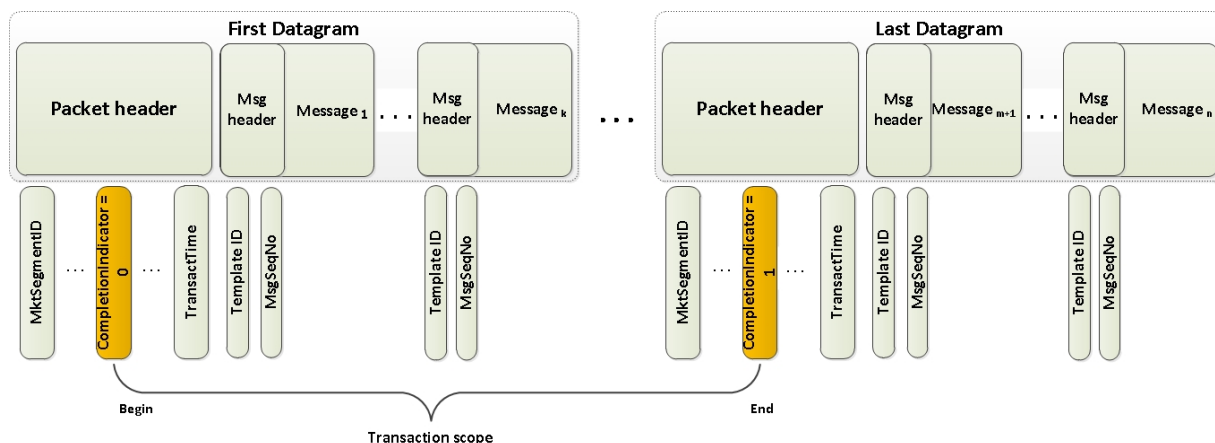 First Datagram
Last Datagram
Packet header
Msg header
Message 1
...
Msg header
Message k
...
Packet header
Msg header
Message m+1
...
Msg header
Message n
MktSegmentID
...
CompletionIndicator = 0
...
TransactTime
Template ID
MsgSeqNo
Template ID
MsgSeqNo
MktSegmentID
...
CompletionIndicator = 1
...
TransactTime
Template ID
MsgSeqNo
Template ID
MsgSeqNo
Begin
End
Transaction scope